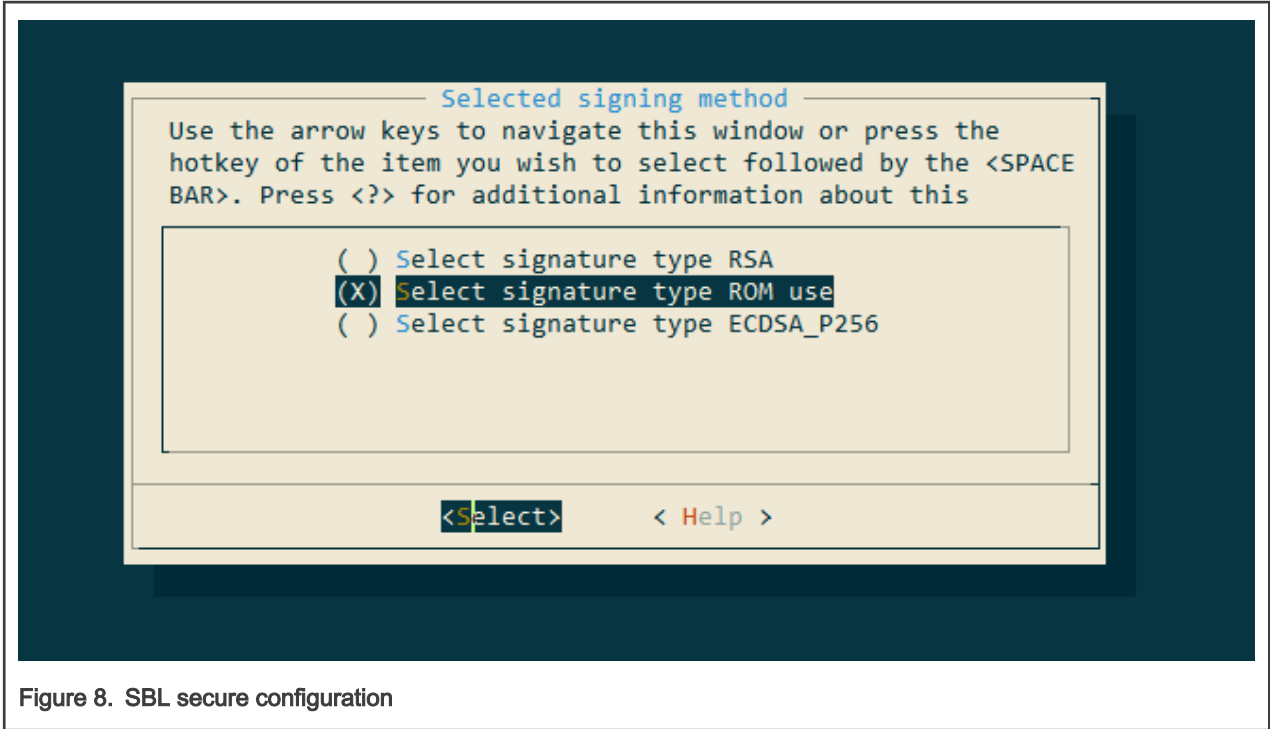 Selected signing method
Use the arrow keys to navigate this window or press the
hotkey of the item you wish to select followed by the <SPACE
BAR>. Press <?> for additional information about this
( ) Select signature type RSA
(X) Select signature type ROM use
( ) Select signature type ECDSA_P256
<Select> < Help >
Figure 8. SBL secure configuration